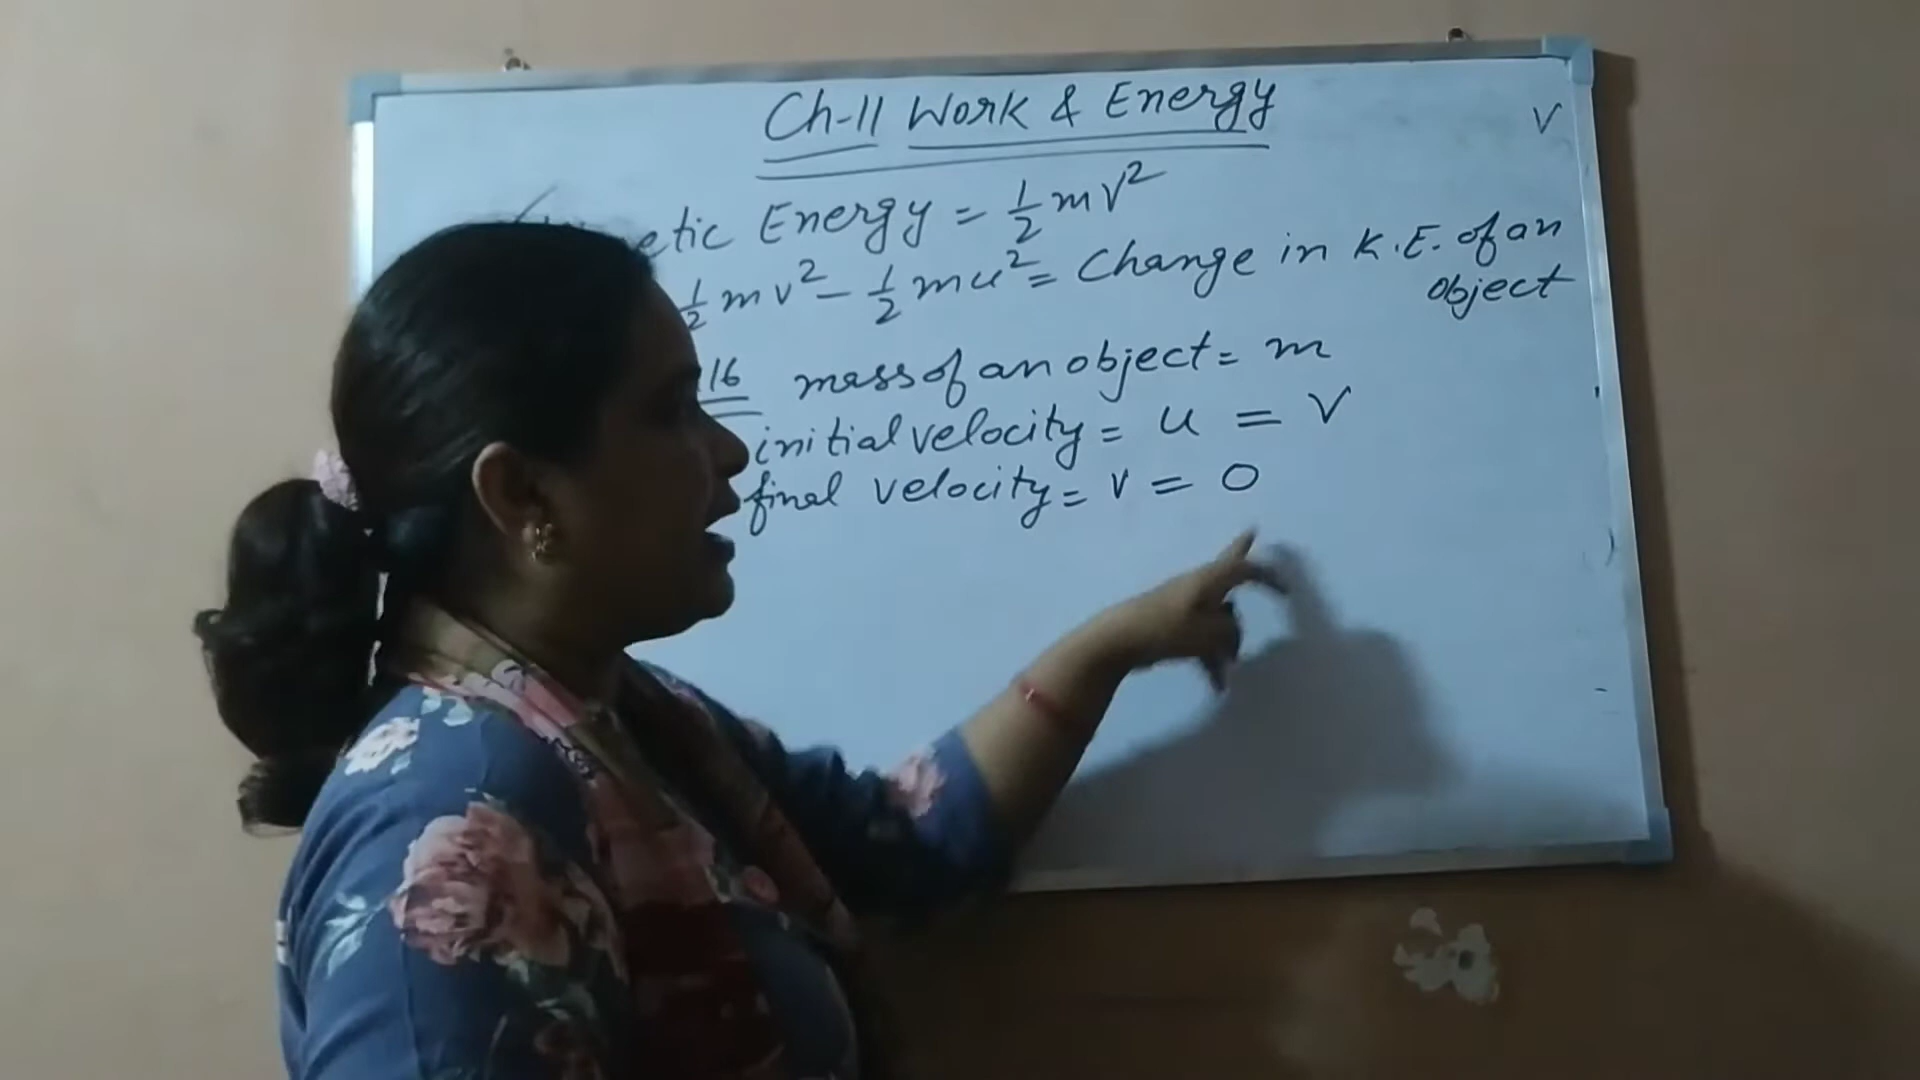 Ch-11 Work & Energy
V
etic Energy = 1/2 mv²
1/2 mv² - 1/2 mu² = Change in K.E. of an object
16 mass of an object = m
initial velocity = u = V
final velocity = v = 0